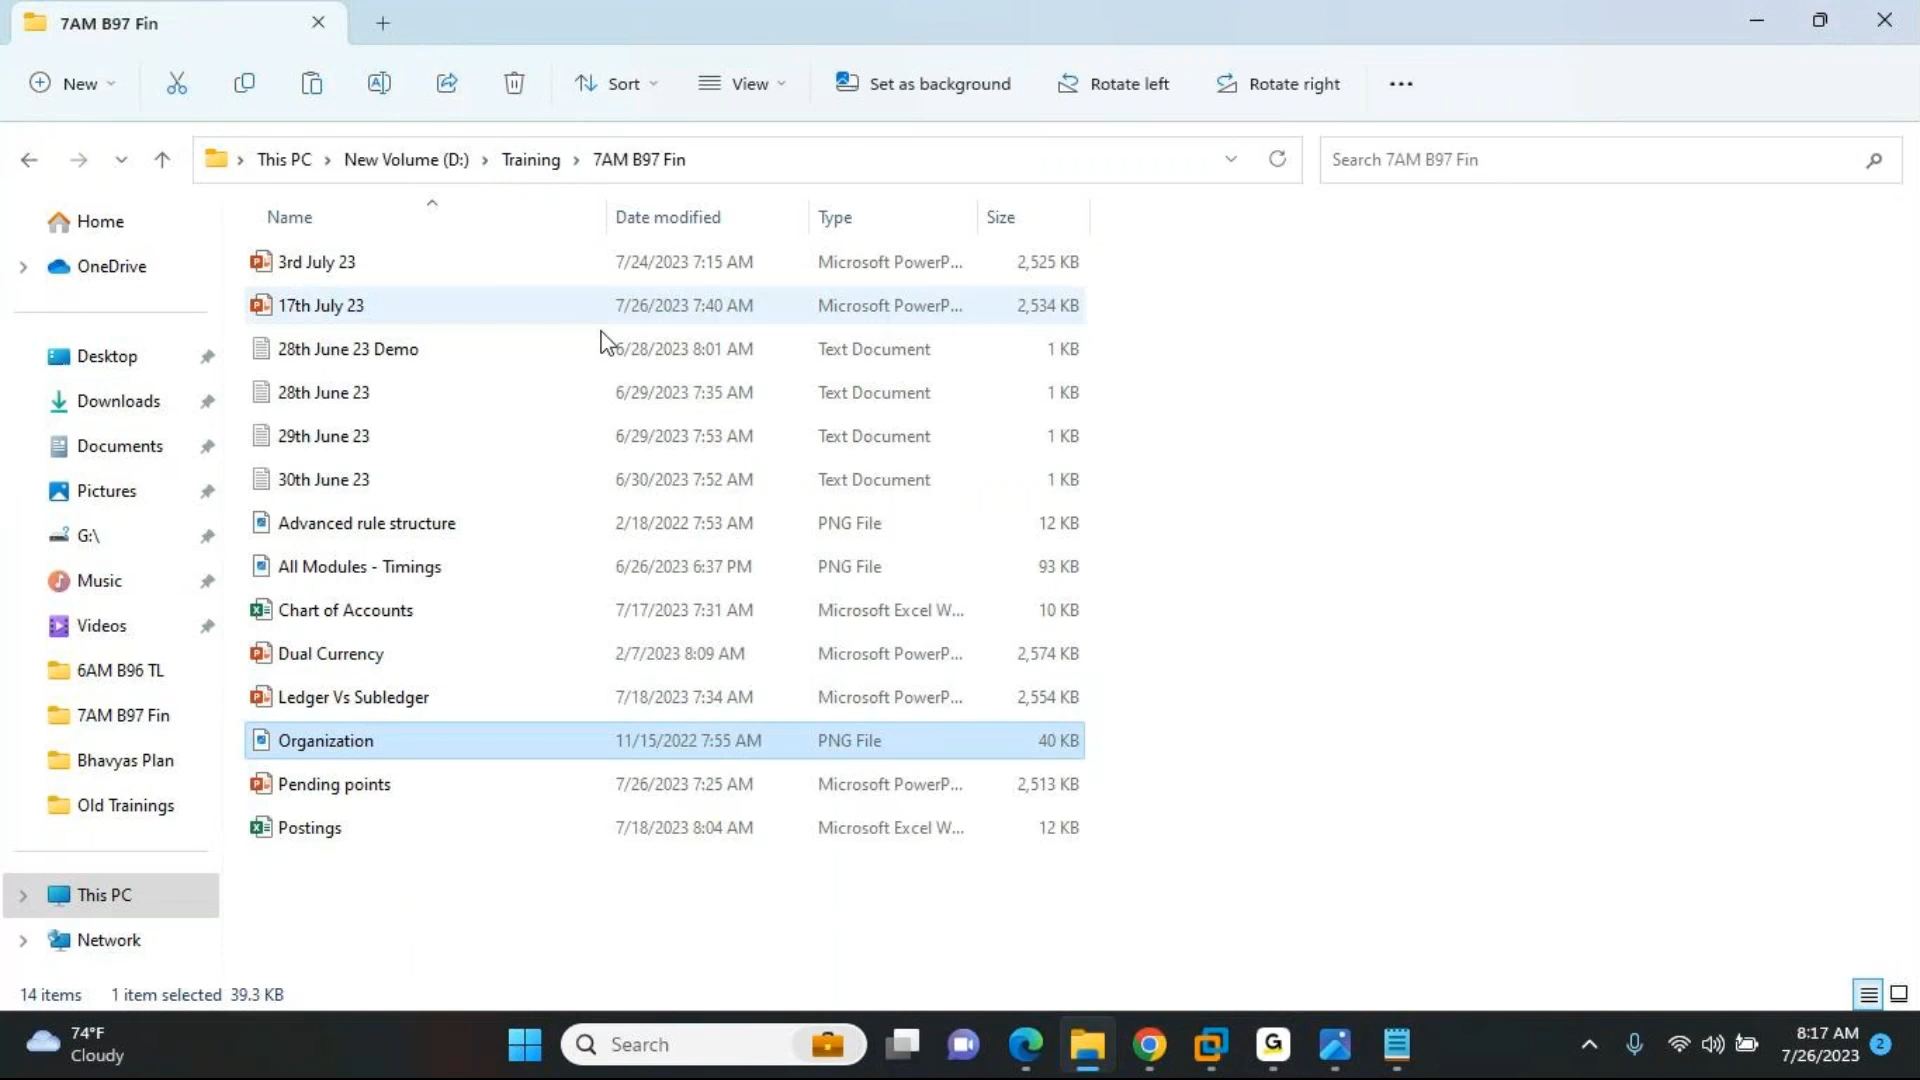 7AM B97 Fin
New
Sort
View
Set as background
Rotate left
Rotate right
This PC > New Volume (D:) > Training > 7AM B97 Fin
Search 7AM B97 Fin
Name Date modified Type Size
3rd July 23 7/24/2023 7:15 AM Microsoft PowerP... 2,525 KB
17th July 23 7/26/2023 7:40 AM Microsoft PowerP... 2,534 KB
28th June 23 Demo 6/28/2023 8:01 AM Text Document 1 KB
28th June 23 6/29/2023 7:35 AM Text Document 1 KB
29th June 23 6/29/2023 7:53 AM Text Document 1 KB
30th June 23 6/30/2023 7:52 AM Text Document 1 KB
Advanced rule structure 2/18/2022 7:53 AM PNG File 12 KB
All Modules - Timings 6/26/2023 6:37 PM PNG File 93 KB
Chart of Accounts 7/17/2023 7:31 AM Microsoft Excel W... 10 KB
Dual Currency 2/7/2023 8:09 AM Microsoft PowerP... 2,574 KB
Ledger Vs Subledger 7/18/2023 7:34 AM Microsoft PowerP... 2,554 KB
Organization 11/15/2022 7:55 AM PNG File 40 KB
Pending points 7/26/2023 7:25 AM Microsoft PowerP... 2,513 KB
Postings 7/18/2023 8:04 AM Microsoft Excel W... 12 KB
Home
OneDrive
Desktop
Downloads
Documents
Pictures
G:\
Music
Videos
6AM B96 TL
7AM B97 Fin
Bhavyas Plan
Old Trainings
This PC
Network
14 items 1 item selected 39.3 KB
74°F
Cloudy
Search
G
8:17 AM
7/26/2023
2